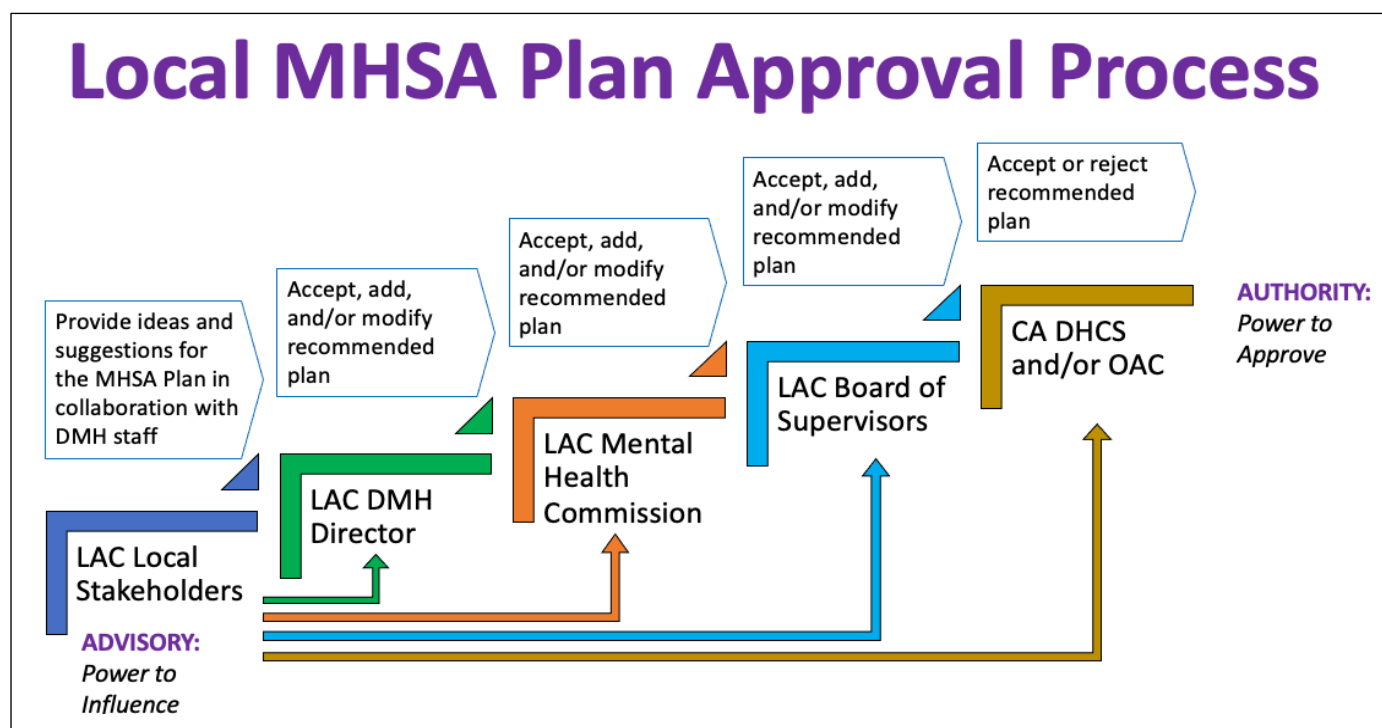 Local MHSA Plan Approval Process
Provide ideas and
suggestions for
the MHSA Plan in
collaboration with
DMH staff
LAC Local
Stakeholders
ADVISORY:
Power to
Influence
Accept, add,
and/or modify
recommended
plan
LAC DMH
Director
Accept, add,
and/or modify
recommended
plan
LAC Mental
Health
Commission
Accept, add,
and/or modify
recommended
plan
LAC Board of
Supervisors
Accept or reject
recommended
plan
CA DHCS
and/or OAC
AUTHORITY:
Power to
Approve